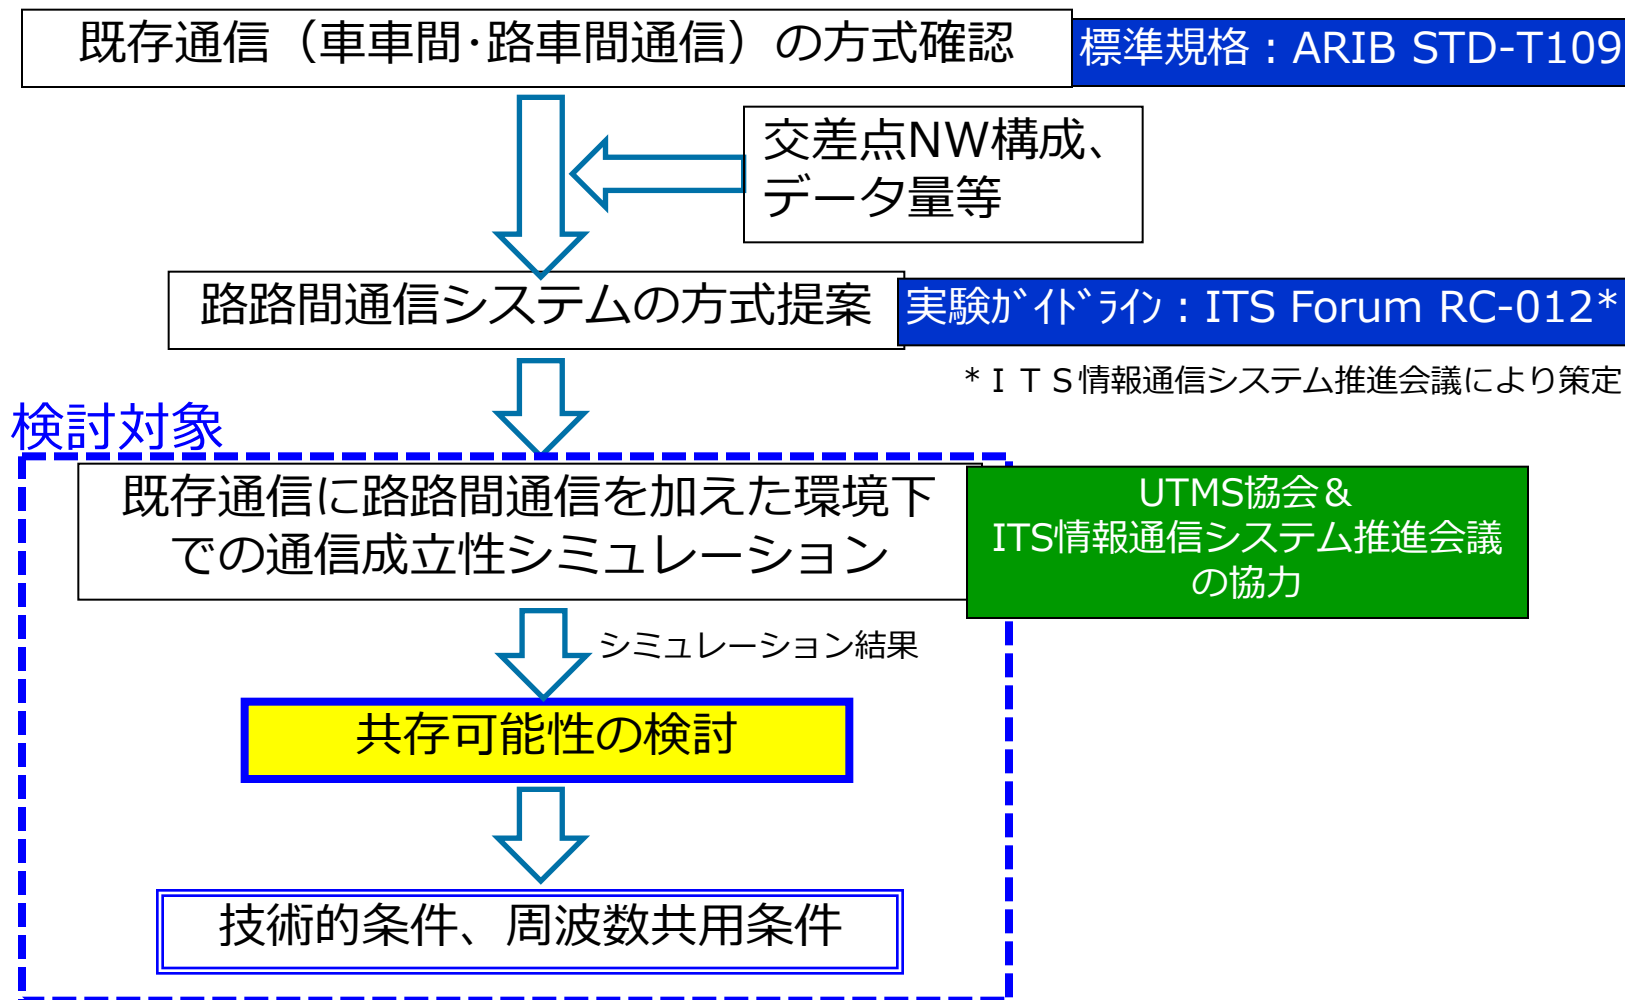 既存通信（車車間･路車間通信）の方式確認
標準規格：ARIB STD-T109
交差点NW構成、
データ量等
路路間通信システムの方式提案
実験ｶﾞｲﾄﾞﾗｲﾝ：ITS Forum RC-012*
*ＩＴＳ情報通信システム推進会議により策定
検討対象
既存通信に路路間通信を加えた環境下
での通信成立性シミュレーション
UTMS協会＆
ITS情報通信システム推進会議
の協力
シミュレーション結果
共存可能性の検討
技術的条件、周波数共用条件